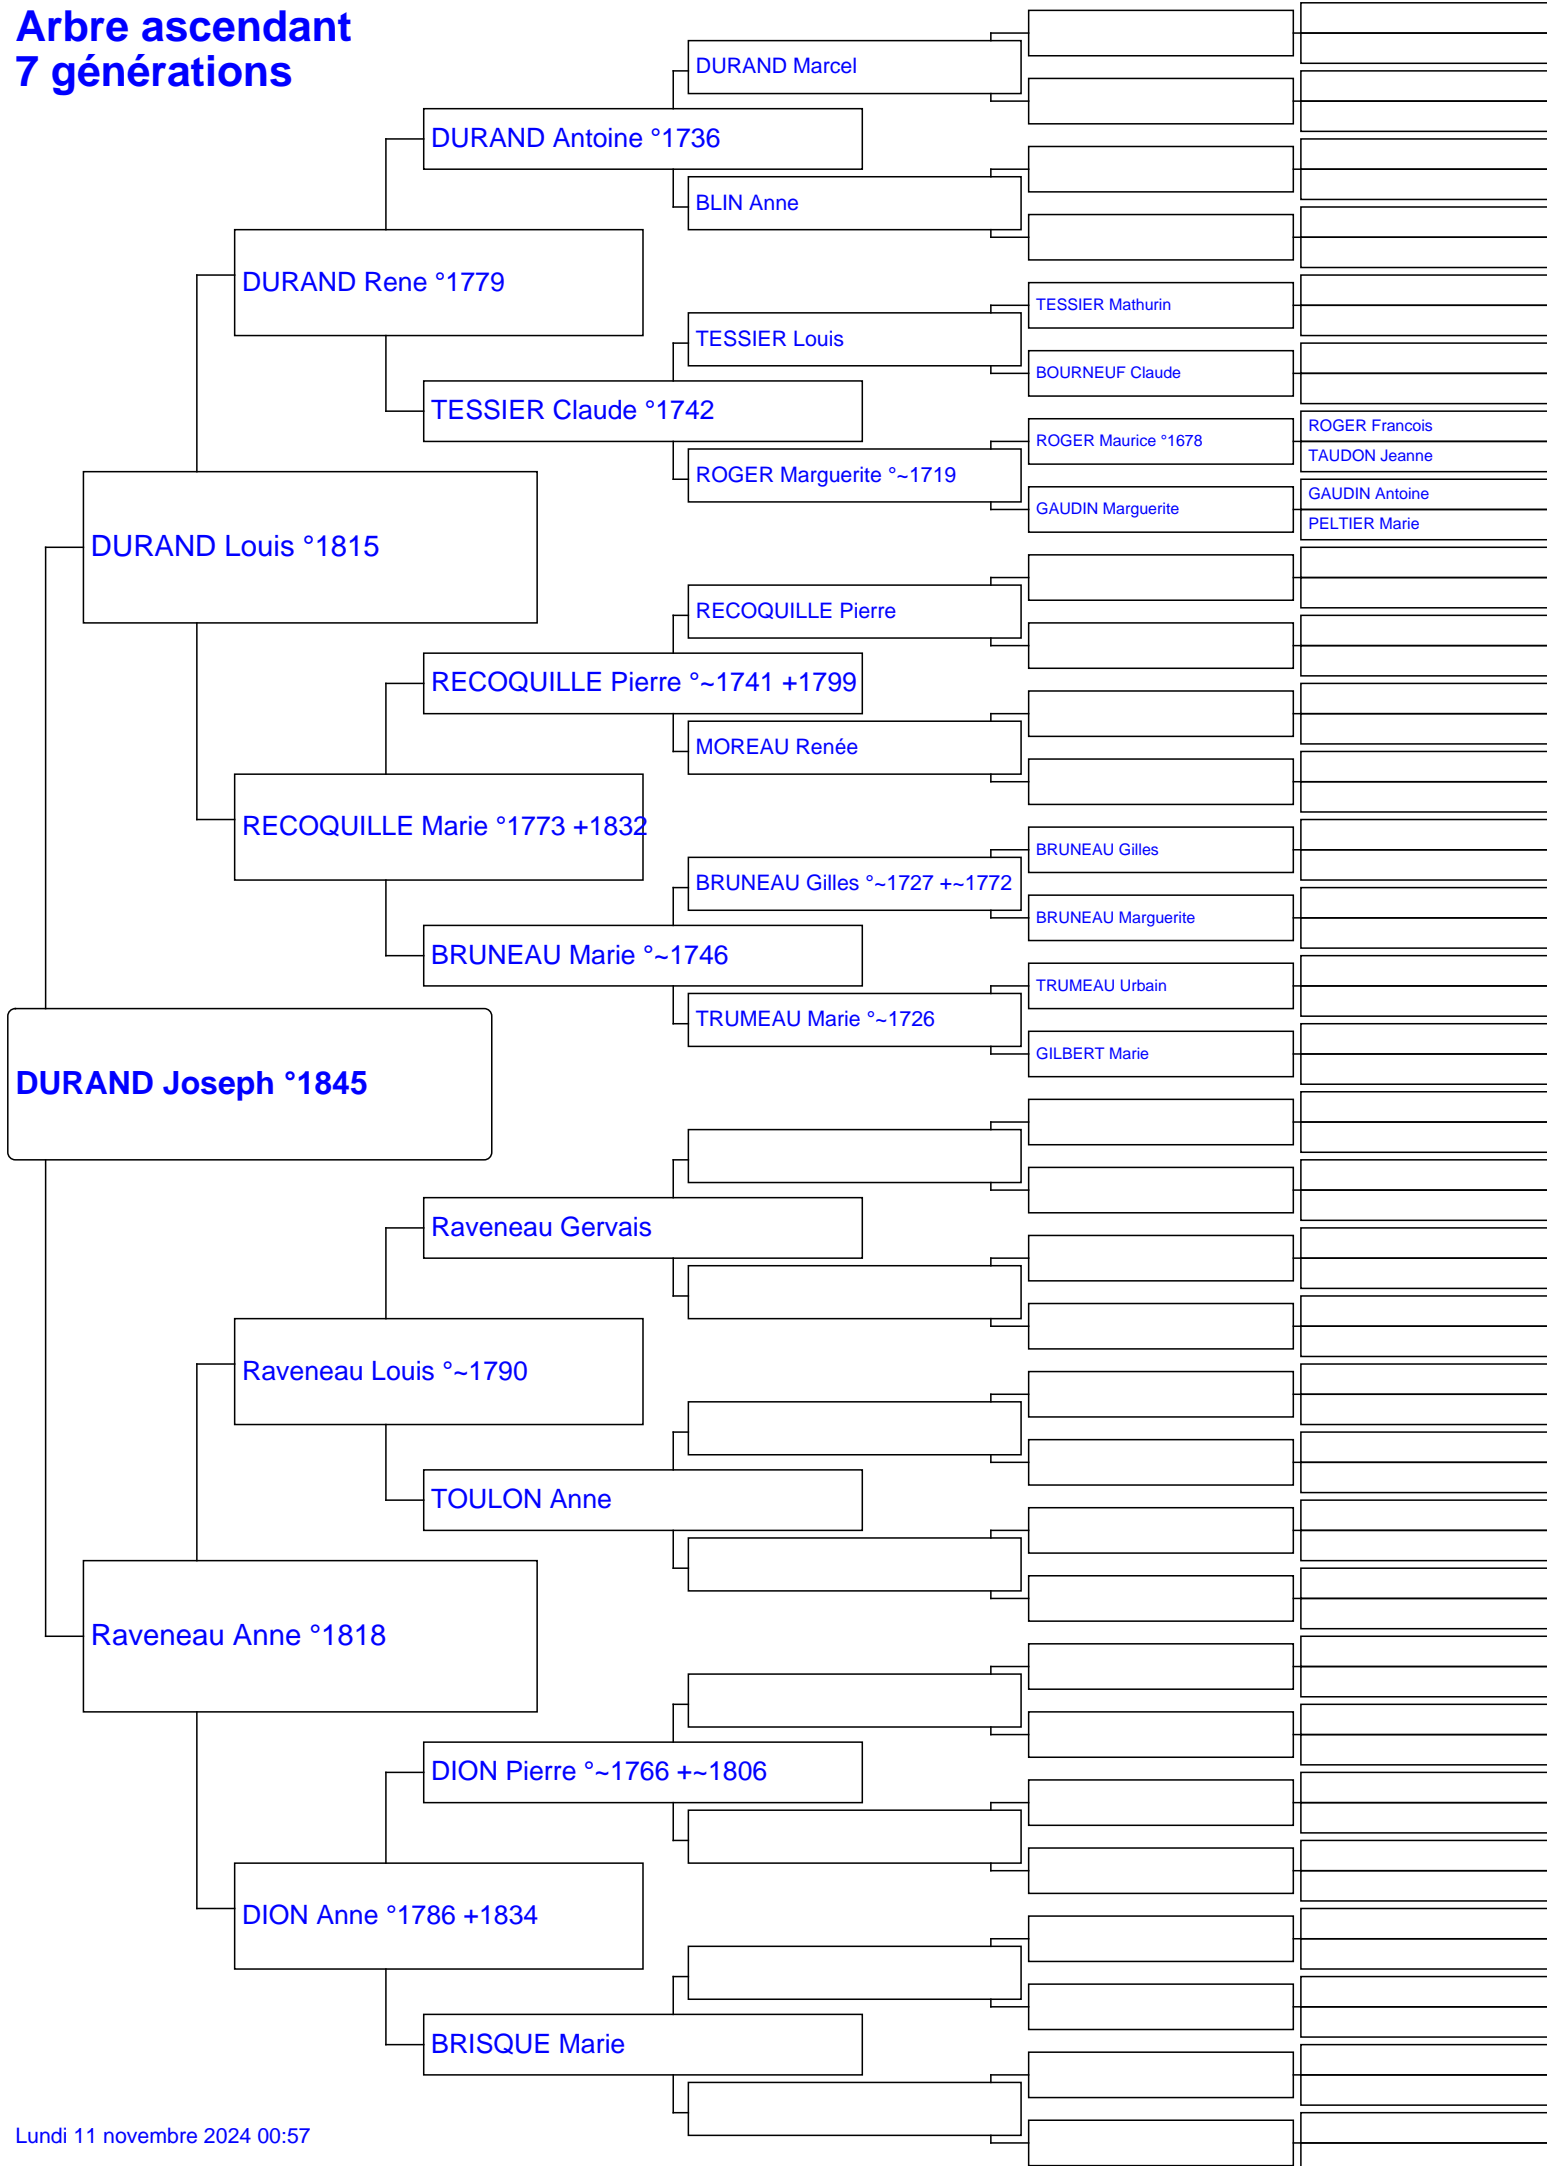 Arbre ascendant
7 générations
DURAND Marcel
DURAND Antoine °1736
BLIN Anne
DURAND Rene °1779
TESSIER Mathurin
TESSIER Louis
BOURNEUF Claude
TESSIER Claude °1742
ROGER Francois
ROGER Maurice °1678
TAUDON Jeanne
ROGER Marguerite °~1719
GAUDIN Antoine
GAUDIN Marguerite
PELTIER Marie
DURAND Louis °1815
RECOQUILLE Pierre
RECOQUILLE Pierre °~1741 +1799
MOREAU Renée
RECOQUILLE Marie °1773 +1832
BRUNEAU Gilles
BRUNEAU Gilles °~1727 +~1772
BRUNEAU Marguerite
BRUNEAU Marie °~1746
TRUMEAU Urbain
TRUMEAU Marie °~1726
GILBERT Marie
DURAND Joseph °1845
Raveneau Gervais
Raveneau Louis °~1790
TOULON Anne
Raveneau Anne °1818
DION Pierre °~1766 +~1806
DION Anne °1786 +1834
BRISQUE Marie
Lundi 11 novembre 2024 00:57